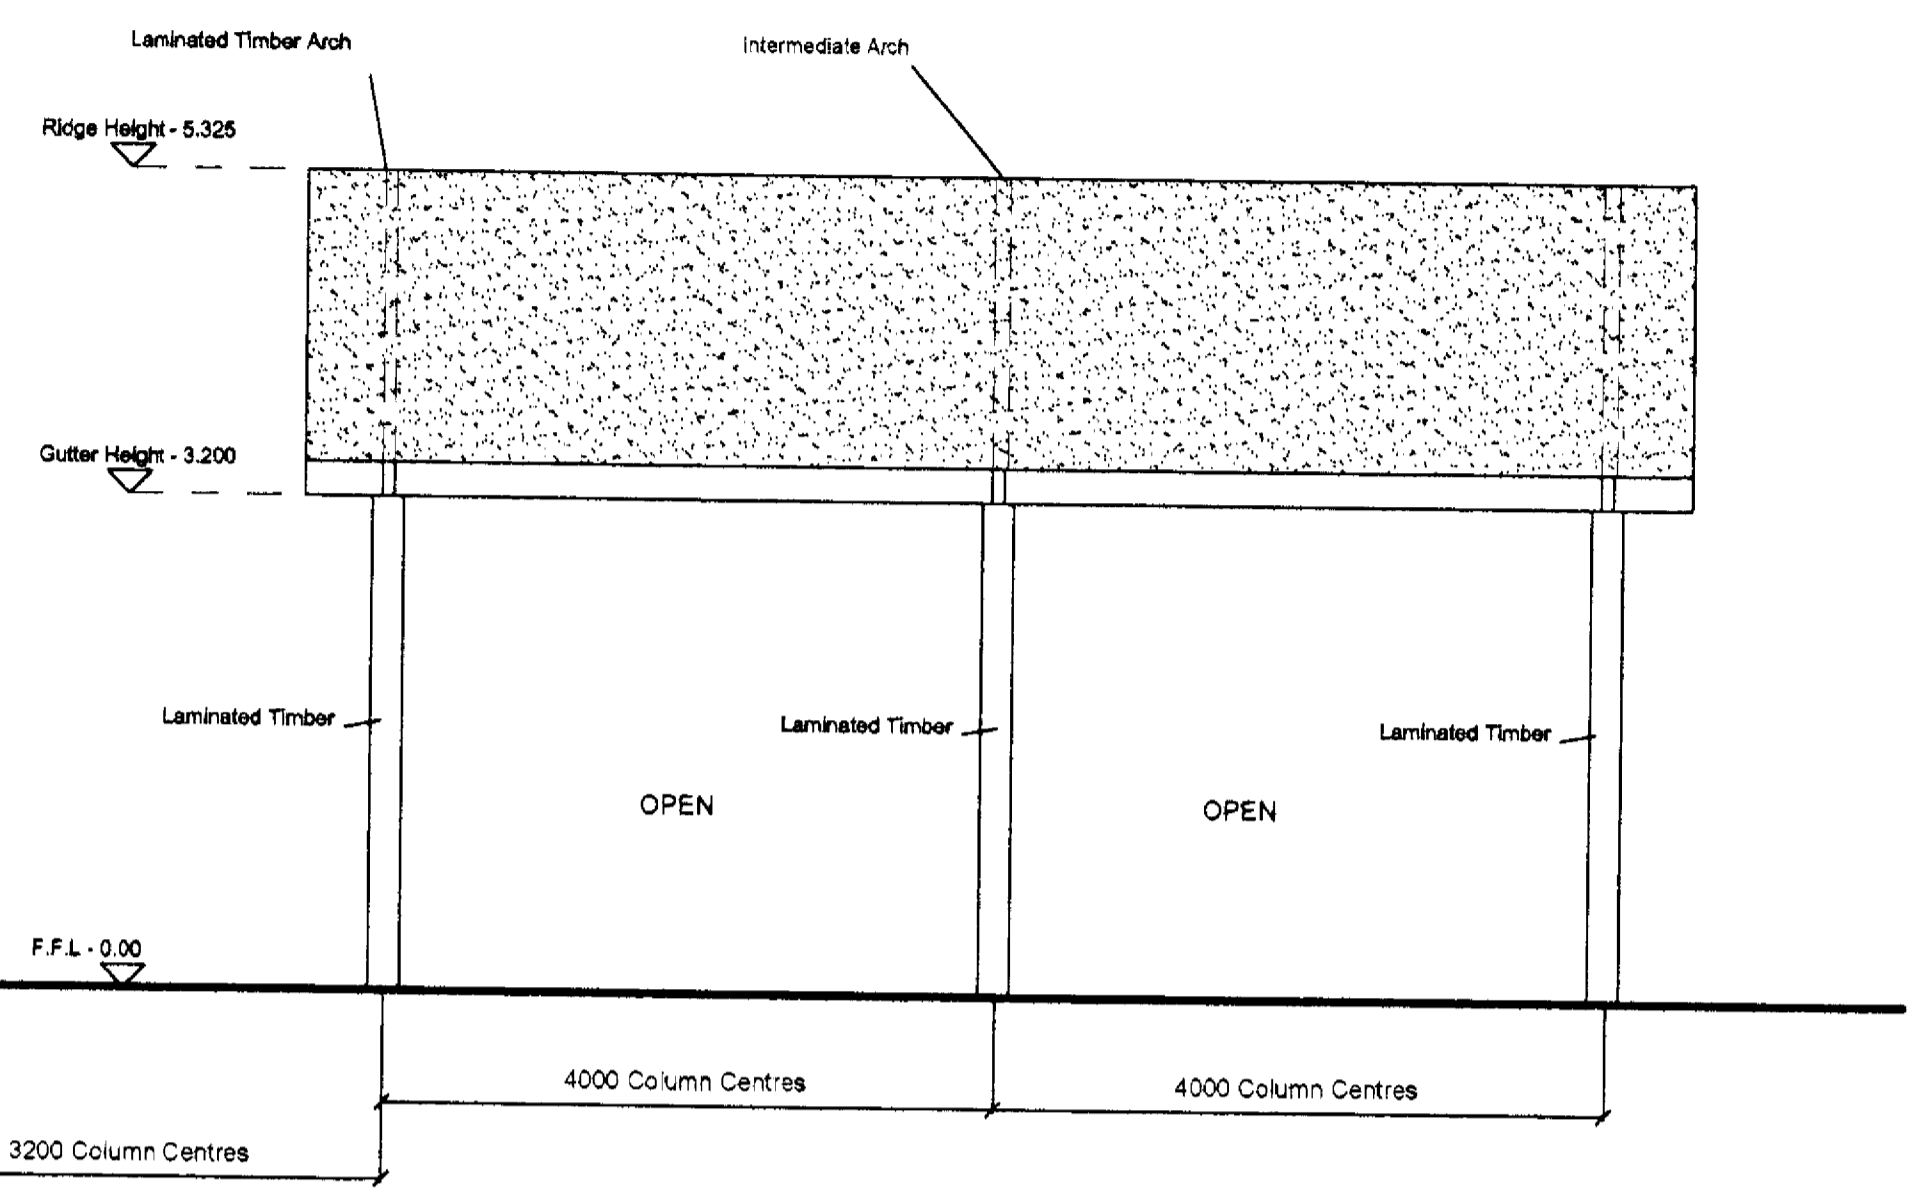 Laminated Timber Arch
Intermediate Arch
Ridge Height - 5.325
Gutter Height - 3.200
Laminated Timber
Laminated Timber
Laminated Timber
OPEN
OPEN
F.F.L - 0.00
4000 Column Centres
4000 Column Centres
3200 Column Centres